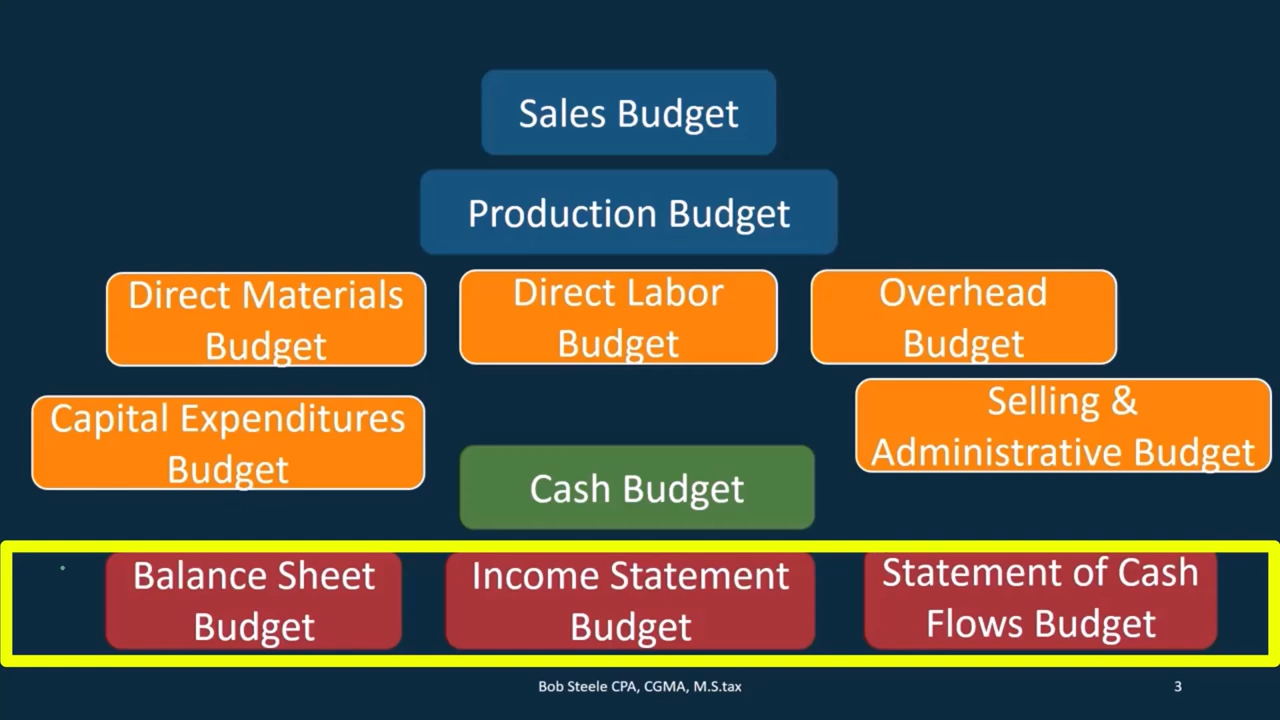 Sales Budget
Production Budget
Direct Materials
Budget
Direct Labor
Budget
Overhead
Budget
Capital Expenditures
Budget
Selling &
Administrative Budget
Cash Budget
Balance Sheet
Budget
Income Statement
Budget
Statement of Cash
Flows Budget
Bob Steele CPA, CGMA, M.S.tax
3